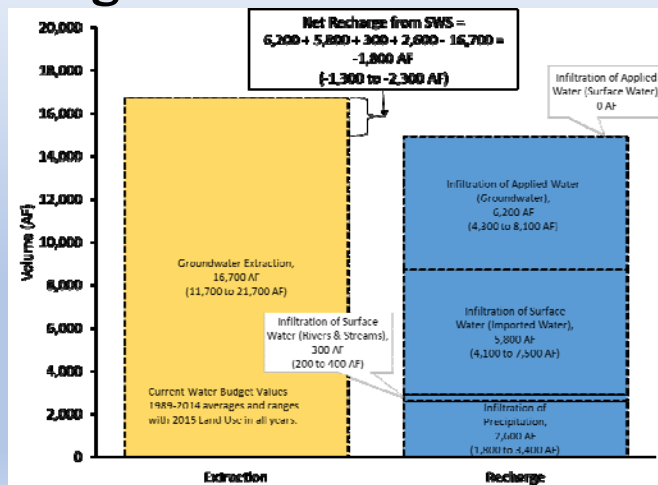 Net Recharge from SWS =
6,200 + 5,800 + 300 + 2,600 - 16,700 =
-1,800 AF
(-1,300 to -2,300 AF)
20,000
18,000
16,000
14,000
12,000
10,000
8,000
6,000
4,000
2,000
0
Volume (AF)
Infiltration of Applied
Water (Surface Water)
0 AF
Infiltration of Applied Water
(Groundwater),
6,200 AF
(4,300 to 8,100 AF)
Groundwater Extraction,
16,700 AF
(11,700 to 21,700 AF)
Infiltration of Surface
Water (Imported Water),
5,800 AF
(4,100 to 7,500 AF)
Infiltration of Surface
Water (Rivers & Streams),
300 AF
(200 to 400 AF)
Current Water Budget Values
1989-2014 averages and ranges
with 2015 Land Use in all years.
Infiltration of
Precipitation,
2,600 AF
(1,800 to 3,400 AF)
Extraction
Recharge